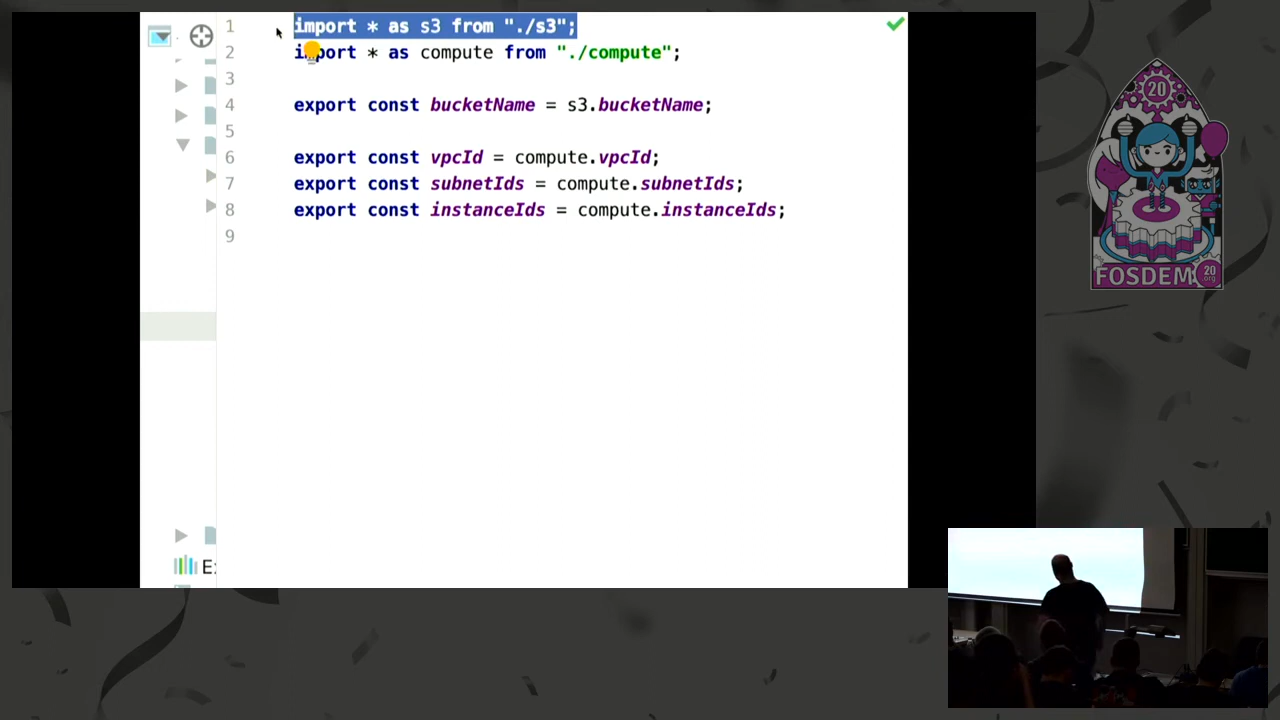 1 import * as s3 from "./s3";
2 import * as compute from "./compute";
3
4 export const bucketName = s3.bucketName;
5
6 export const vpcId = compute.vpcId;
7 export const subnetIds = compute.subnetIds;
8 export const instanceIds = compute.instanceIds;
9
E:
20
FOSDEM
20
.org